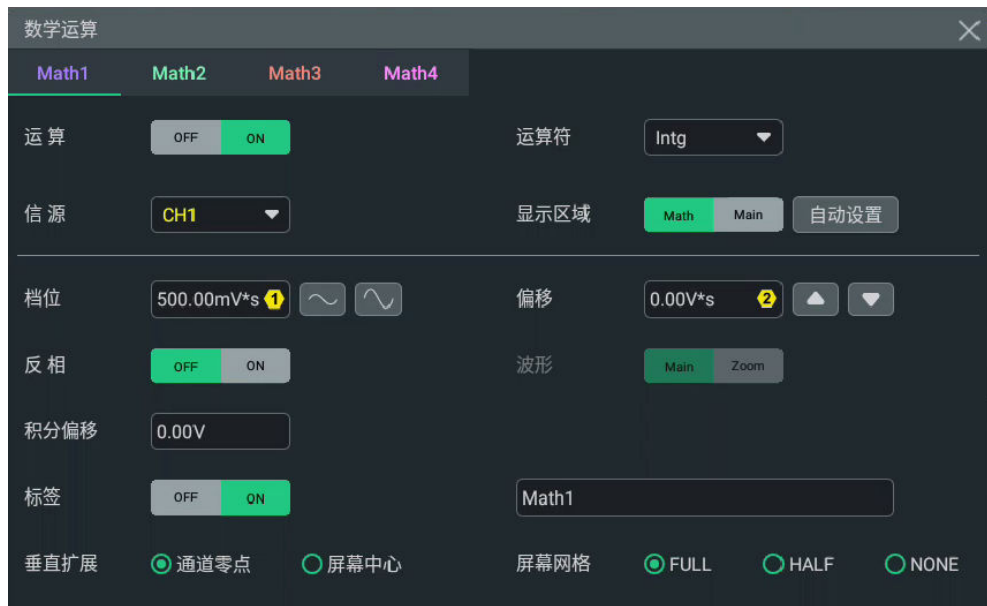 数学运算
Math1 Math2 Math3 Math4
运算 OFF ON 运算符 Intg
信源 CH1 显示区域 Math Main 自动设置
档位 500.00mV*s 1 偏移 0.00V*s 2
反相 OFF ON 波形 Main Zoom
积分偏移 0.00V
标签 OFF ON Math1
垂直扩展 通道零点 屏幕中心 屏幕网格 FULL HALF NONE